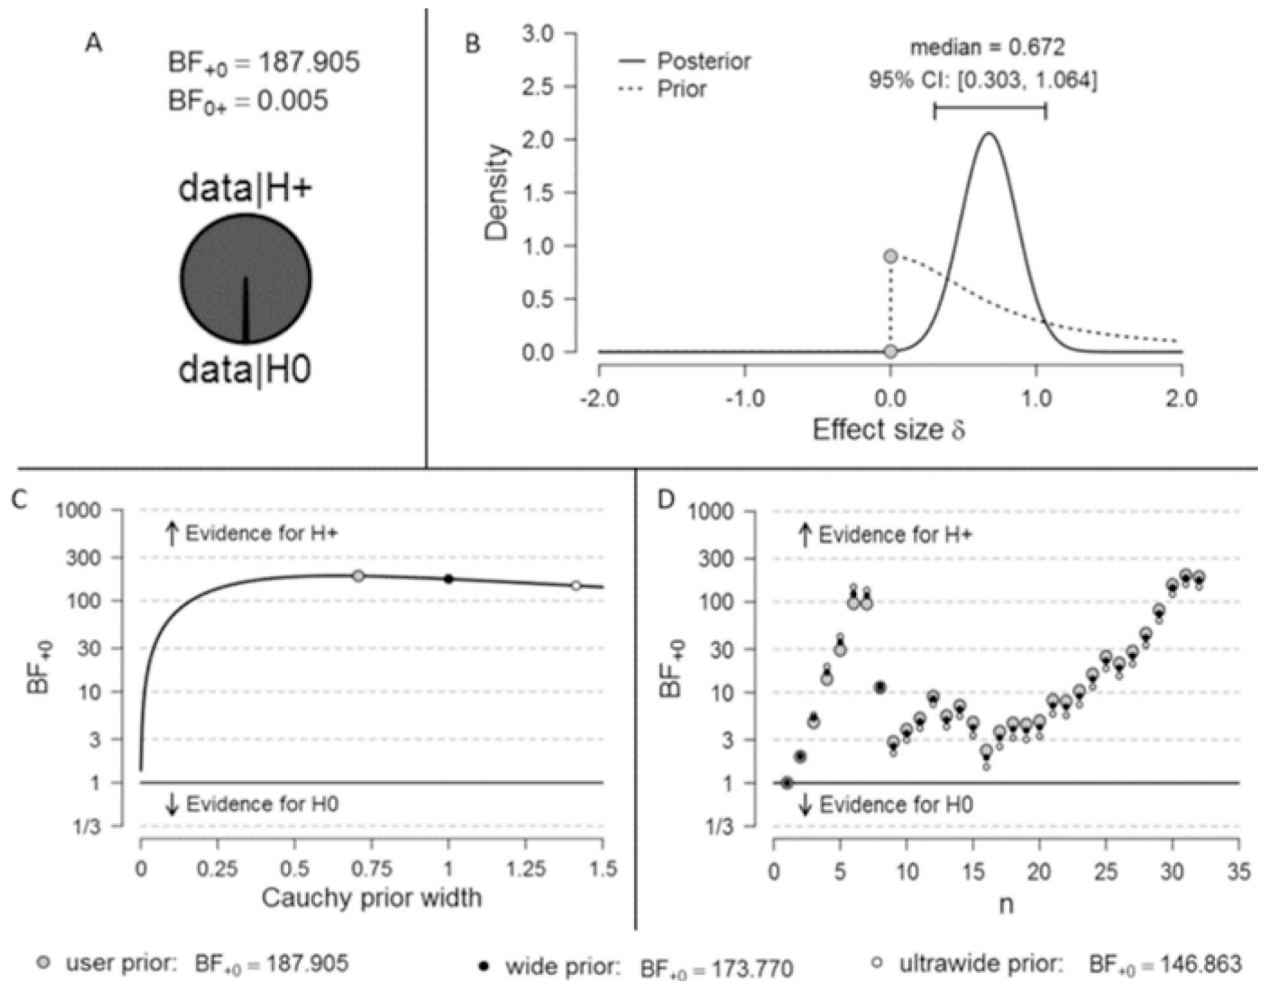 A
BF+0 = 187.905
BF0+ = 0.005
data|H+
data|H0
B
3.0
2.5
2.0
1.5
1.0
0.5
0.0
Density
Posterior
Prior
median = 0.672
95% CI: [0.303, 1.064]
-2.0 -1.0 0.0 1.0 2.0
Effect size δ
C
1000
300
100
30
10
3
1
1/3
BF+0
Evidence for H+
Evidence for H0
0 0.25 0.5 0.75 1 1.25 1.5
Cauchy prior width
D
1000
300
100
30
10
3
1
1/3
BF+0
Evidence for H+
Evidence for H0
0 5 10 15 20 25 30 35
n
user prior: BF+0 = 187.905
wide prior: BF+0 = 173.770
ultrawide prior: BF+0 = 146.863